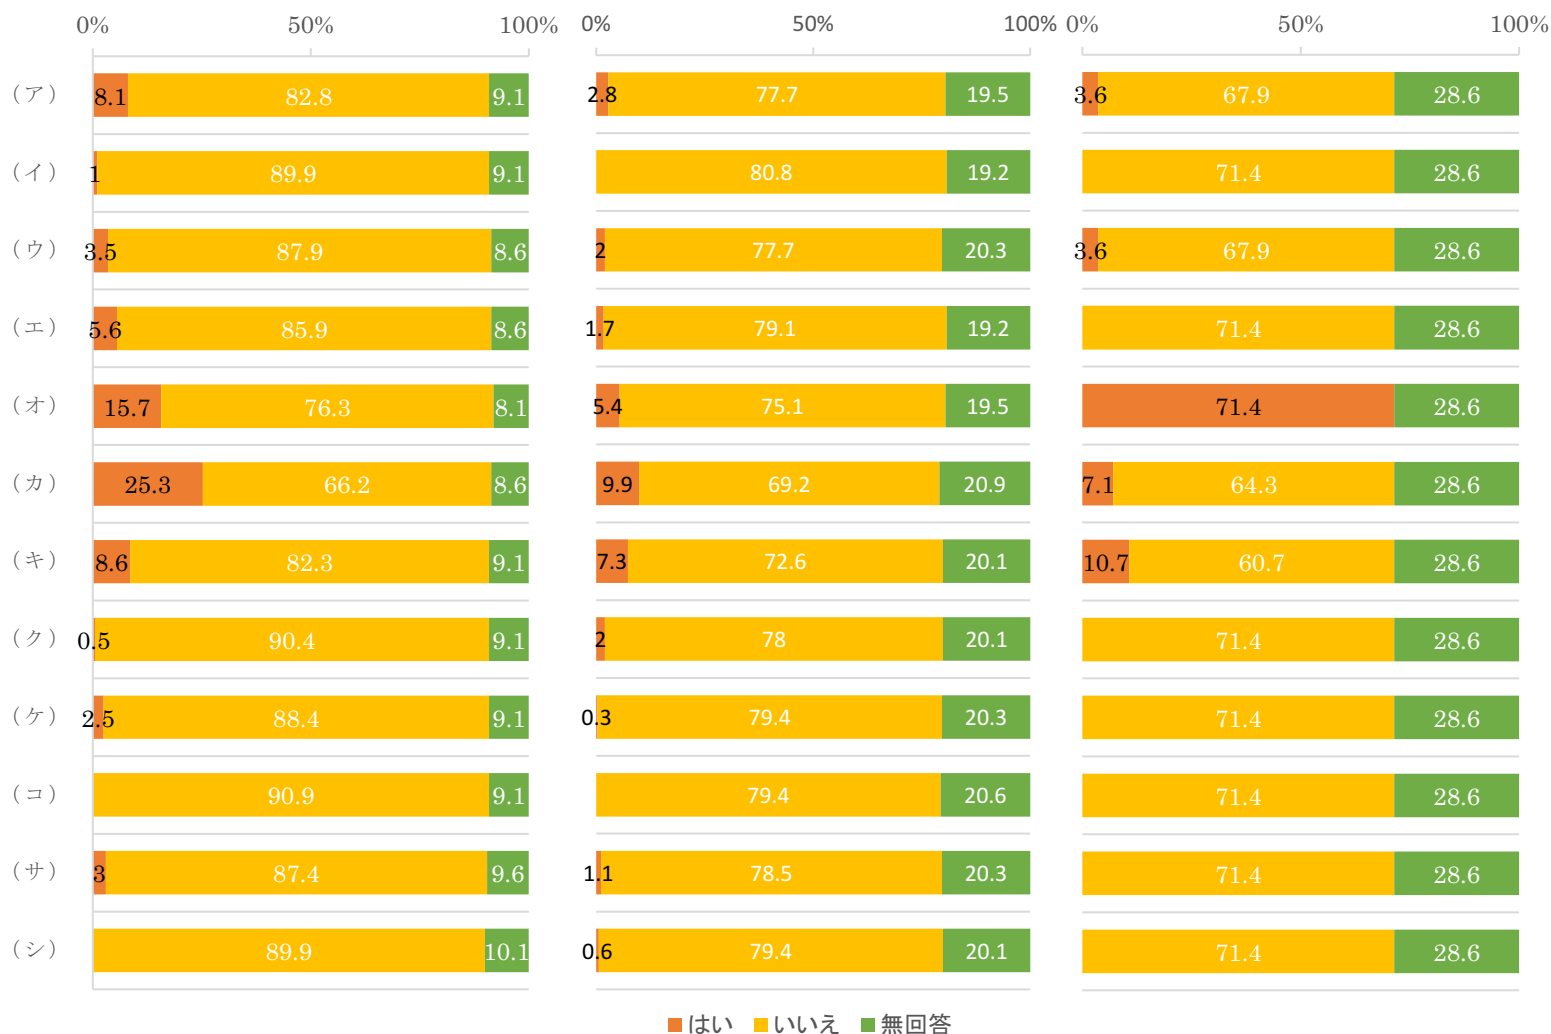 0% 50% 100% 0% 50% 100% 0% 50% 100%
（ア） 8.1 82.8 9.1 2.8 77.7 19.5 3.6 67.9 28.6
（イ） 1 89.9 9.1 80.8 19.2 71.4 28.6
（ウ） 3.5 87.9 8.6 2 77.7 20.3 3.6 67.9 28.6
（エ） 5.6 85.9 8.6 1.7 79.1 19.2 71.4 28.6
（オ） 15.7 76.3 8.1 5.4 75.1 19.5 71.4 28.6
（カ） 25.3 66.2 8.6 9.9 69.2 20.9 7.1 64.3 28.6
（キ） 8.6 82.3 9.1 7.3 72.6 20.1 10.7 60.7 28.6
（ク） 0.5 90.4 9.1 2 78 20.1 71.4 28.6
（ケ） 2.5 88.4 9.1 0.3 79.4 20.3 71.4 28.6
（コ） 90.9 9.1 79.4 20.6 71.4 28.6
（サ） 3 87.4 9.6 1.1 78.5 20.3 71.4 28.6
（シ） 89.9 10.1 0.6 79.4 20.1 71.4 28.6
はい いいえ 無回答